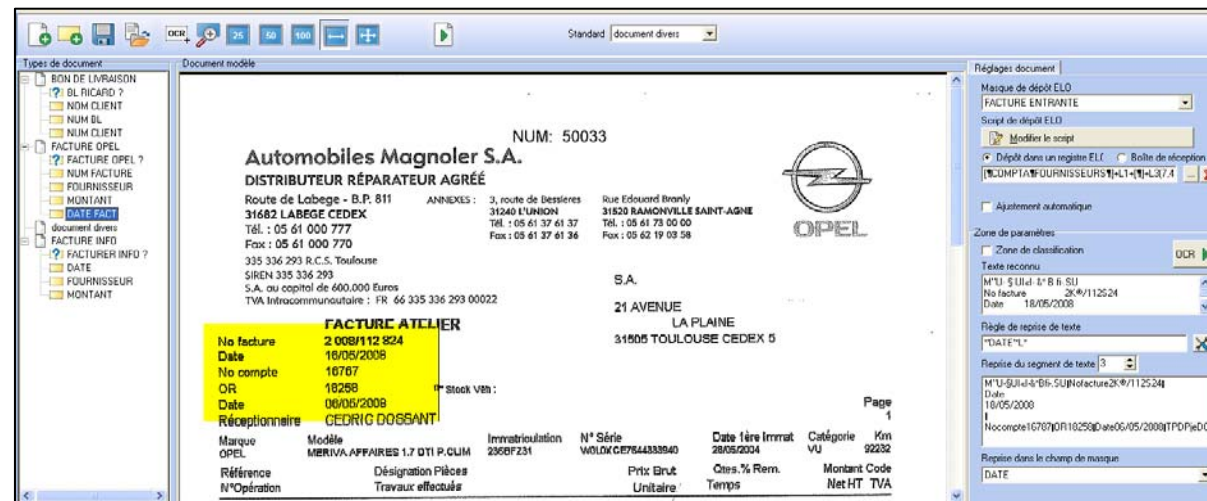 OCR
25
50
100
Standard document divers
Types de document
BON DE LIVRAISON
BL RICARD ?
NOM CLIENT
NUM BL
NUM CLIENT
FACTURE OPEL
FACTURE OPEL ?
NUM FACTURE
FOURNISSEUR
MONTANT
DATE FACT
document divers
FACTURE INFO
FACTURER INFO ?
DATE
FOURNISSEUR
MONTANT
Document modèle
NUM: 50033
Automobiles Magnoler S.A.
DISTRIBUTEUR RÉPARATEUR AGRÉÉ
Route de Labege - B.P. 811
31682 LABEGE CEDEX
Tél. : 05 61 000 777
Fax : 05 61 000 770
ANNEXES :
3, route de Bessieres
31240 L'UNION
Tél. : 05 61 37 61 37
Fax : 05 61 37 61 36
Rue Edouard Branly
31520 RAMONVILLE SAINT-AGNE
Tél. : 05 61 73 00 00
Fax : 05 62 19 03 58
OPEL
335 336 293 R.C.S. Toulouse
SIREN 335 336 293
S.A. au capital de 600.000 Euros
TVA Intracommunautaire : FR 66 335 336 293 00022
S.A.
21 AVENUE
LA PLAINE
31505 TOULOUSE CEDEX 5
FACTURE ATELIER
No facture 2 008/112 824
Date 16/05/2008
No compte 16767
OR 18258
Stock Véh :
Date 06/05/2008
Réceptionnaire CEDRIC DOSSANT
Page
1
Marque Modèle Immatriculation N° Série Date 1ère Immat Catégorie Km
OPEL MERIVA AFFAIRES 1.7 DTI P.CLIM 236BFZ31 28/05/2004 VU 92232
Référence Désignation Pièces Prix Brut Qtes.% Rem. Montant Code
N°Opération Travaux effectués Unitaire Temps Net HT TVA
Réglages document
Masque de dépôt ELO
FACTURE ENTRANTE
Script de dépôt ELO
Modifier le script
Dépôt dans un registre ELC Boîte de réception
Ajustement automatique
Zone de paramètres
Zone de classification
OCR
Texte reconnu
No facture
Date 18/05/2008
Règle de reprise de texte
*"DATE"*L*
Reprise du segment de texte 3
Date
18/05/2008
Reprise dans le champ de masque
DATE